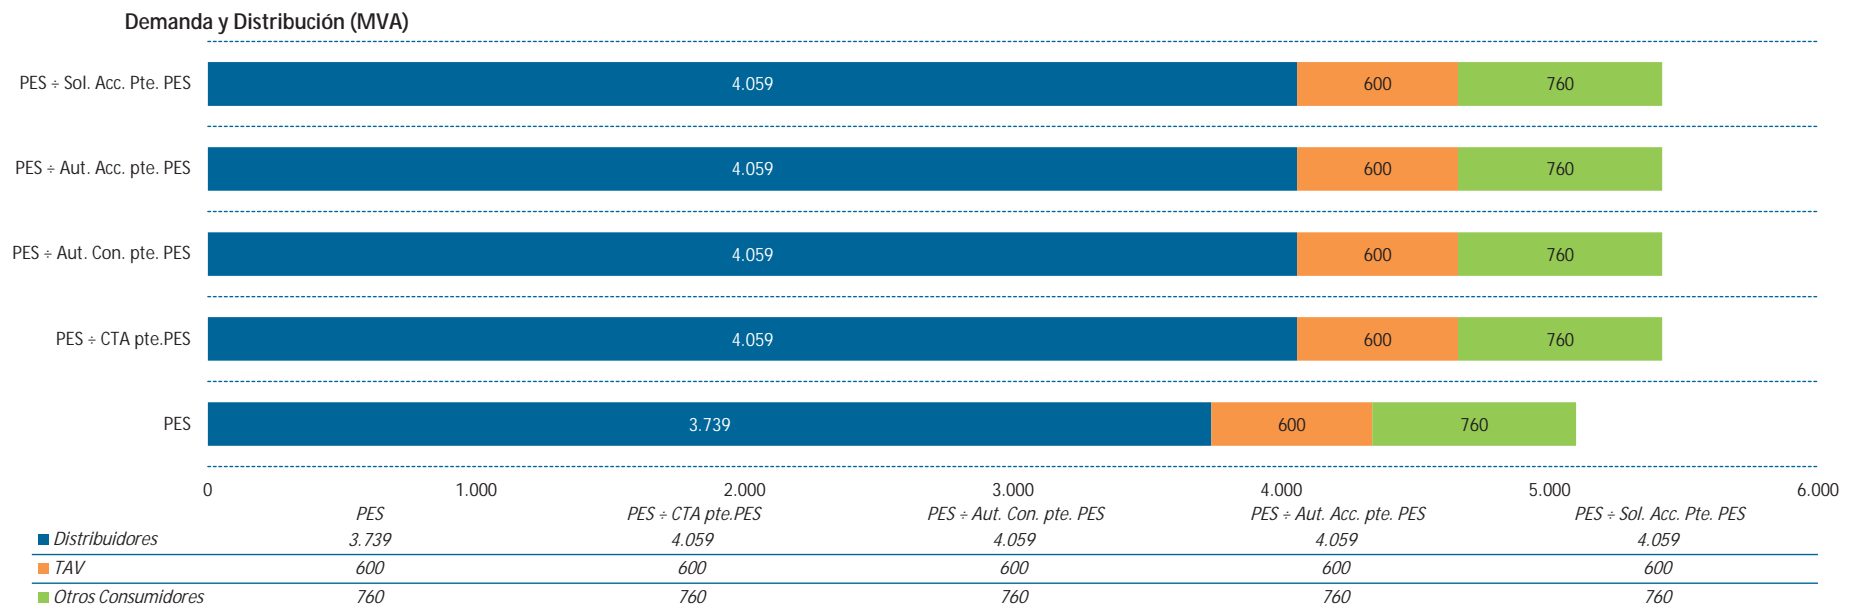 Demanda y Distribución (MVA)
PES ÷ Sol. Acc. Pte. PES 4.059 600 760
PES ÷ Aut. Acc. pte. PES 4.059 600 760
PES ÷ Aut. Con. pte. PES 4.059 600 760
PES ÷ CTA pte.PES 4.059 600 760
PES 3.739 600 760
0 1.000 2.000 3.000 4.000 5.000 6.000
PES PES ÷ CTA pte.PES PES ÷ Aut. Con. pte. PES PES ÷ Aut. Acc. pte. PES PES ÷ Sol. Acc. Pte. PES
Distribuidores 3.739 4.059 4.059 4.059 4.059
TAV 600 600 600 600 600
Otros Consumidores 760 760 760 760 760